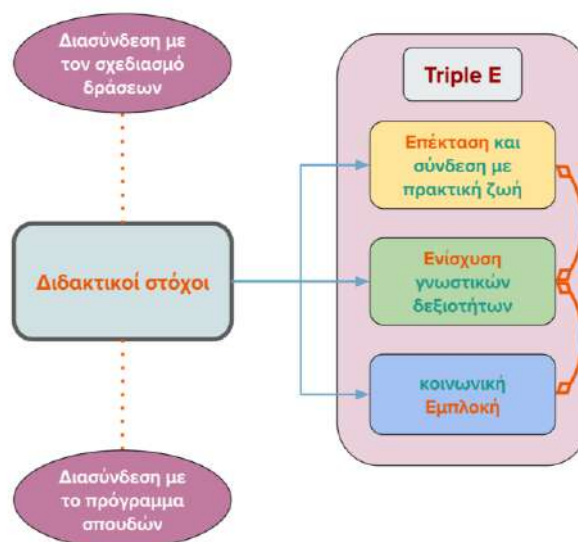 Διασύνδεση με
τον σχεδιασμό
δράσεων
Triple E
Επέκταση και
σύνδεση με
πρακτική ζωή
Διδακτικοί στόχοι
Ενίσχυση
γνωστικών
δεξιοτήτων
κοινωνική
Εμπλοκή
Διασύνδεση με
το πρόγραμμα
σπουδών